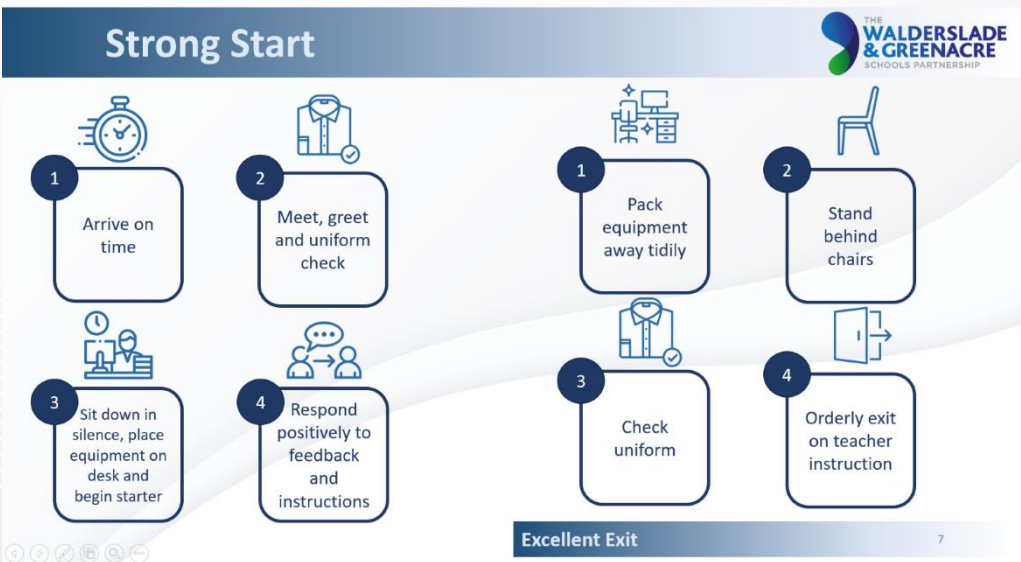 Strong Start
THE
WALDERSLADE
& GREENACRE
SCHOOLS PARTNERSHIP
1
Arrive on
time
2
Meet, greet
and uniform
check
3
Sit down in
silence, place
equipment on
desk and
begin starter
4
Respond
positively to
feedback
and
instructions
1
Pack
equipment
away tidily
2
Stand
behind
chairs
3
Check
uniform
4
Orderly exit
on teacher
instruction
Excellent Exit
7